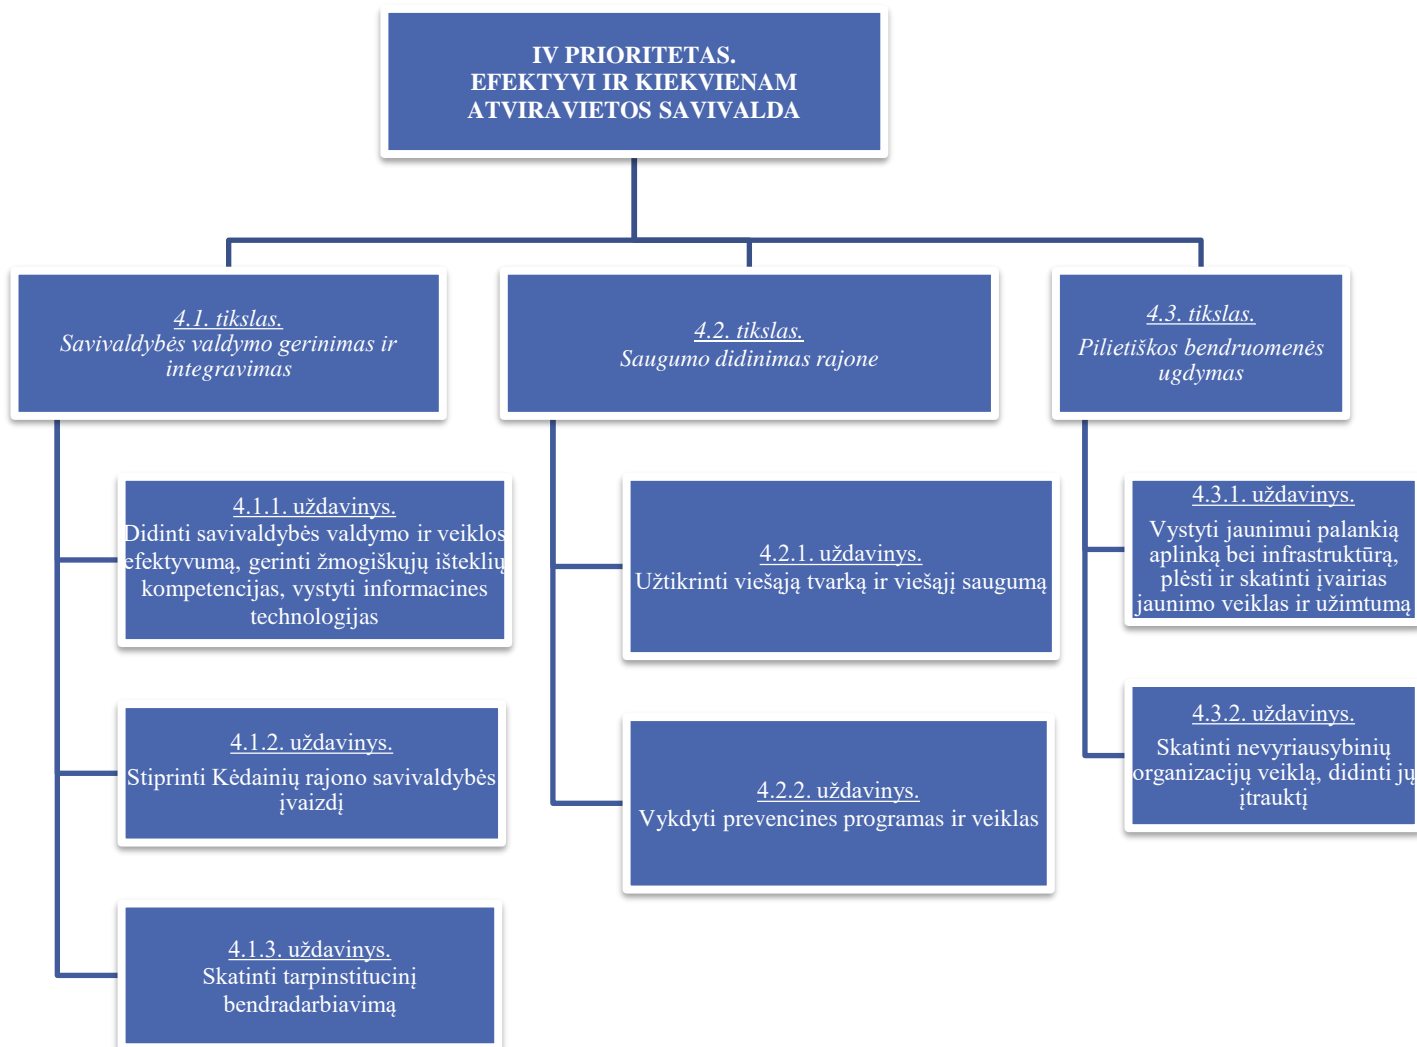 IV PRIORITETAS.
EFEKTYVI IR KIEKVIENAM
ATVIRAVIETOS SAVIVALDA
4.1. tikslas.
Savivaldybės valdymo gerinimas ir
integravimas
4.2. tikslas.
Saugumo didinimas rajone
4.3. tikslas.
Pilietiškos bendruomenės
ugdymas
4.1.1. uždavinys.
Didinti savivaldybės valdymo ir veiklos
efektyvumą, gerinti žmogiškųjų išteklių
kompetencijas, vystyti informacines
technologijas
4.1.2. uždavinys.
Stiprinti Kėdainių rajono savivaldybės
įvaizdį
4.1.3. uždavinys.
Skatinti tarpinstitucinį
bendradarbiavimą
4.2.1. uždavinys.
Užtikrinti viešąją tvarką ir viešąjį saugumą
4.2.2. uždavinys.
Vykdyti prevencines programas ir veiklas
4.3.1. uždavinys.
Vystyti jaunimui palankią
aplinką bei infrastruktūrą,
plėsti ir skatinti įvairias
jaunimo veiklas ir užimtumą
4.3.2. uždavinys.
Skatinti nevyriausybinių
organizacijų veiklą, didinti jų
įtrauktį